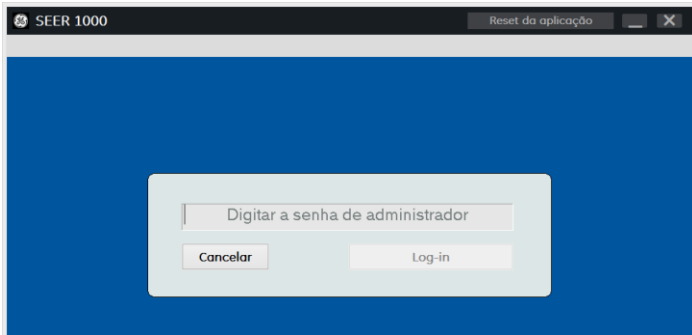 SEER 1000 Reset da aplicação
Digitar a senha de administrador
Cancelar Log-in